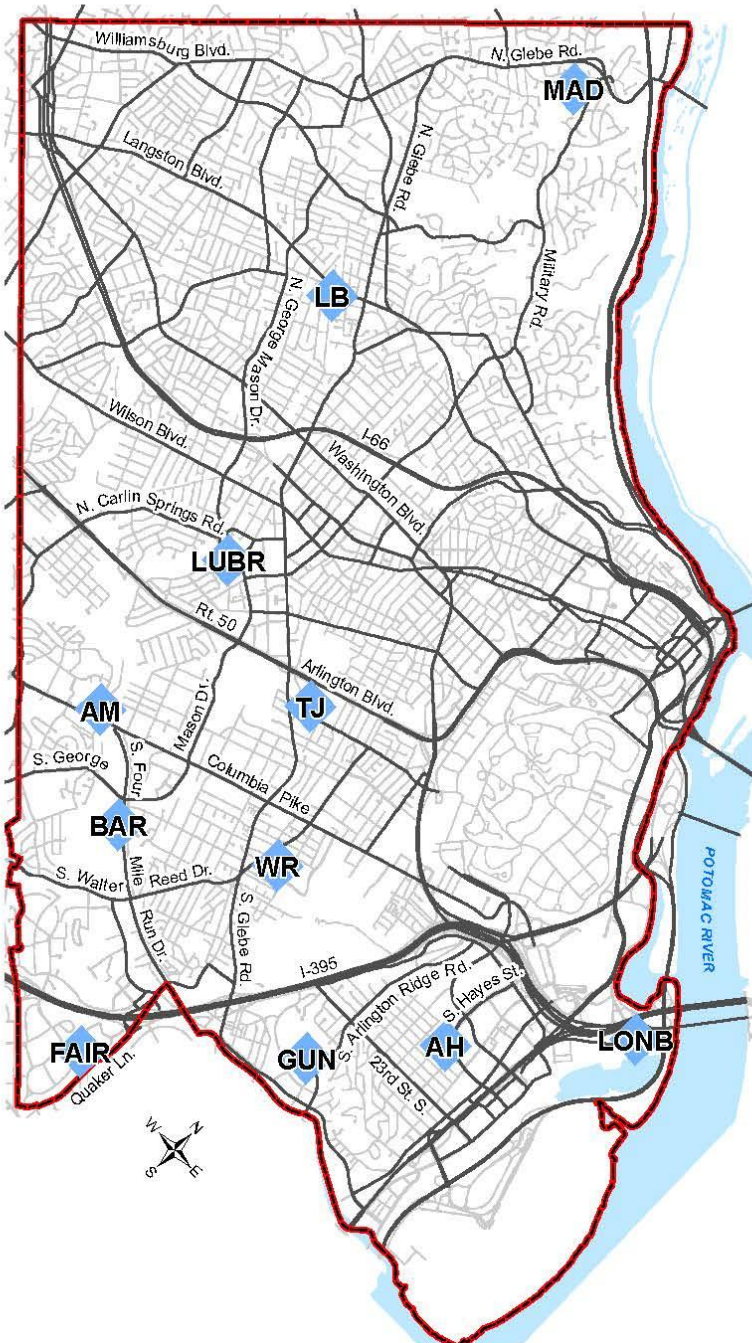 Williamsburg Blvd.
N. Glebe Rd.
MAD
Langston Blvd.
N. Glebe Rd.
Military Rd.
LB
N. George Mason Dr.
Wilson Blvd.
I-66
Washington Blvd.
N. Carlin Springs Rd.
LUBR
Rt. 50
Arlington Blvd.
AM
TJ
S. George
Mason Dr.
S. Four
Columbia Pike
BAR
Mile
WR
S. Walter Reed Dr.
Run Dr.
S. Glebe Rd.
POTOMAC RIVER
I-395
S. Arlington Ridge Rd.
S. Hayes St.
FAIR
GUN
AH
LONB
Quaker Ln.
23rd St. S.
W
N
S
E